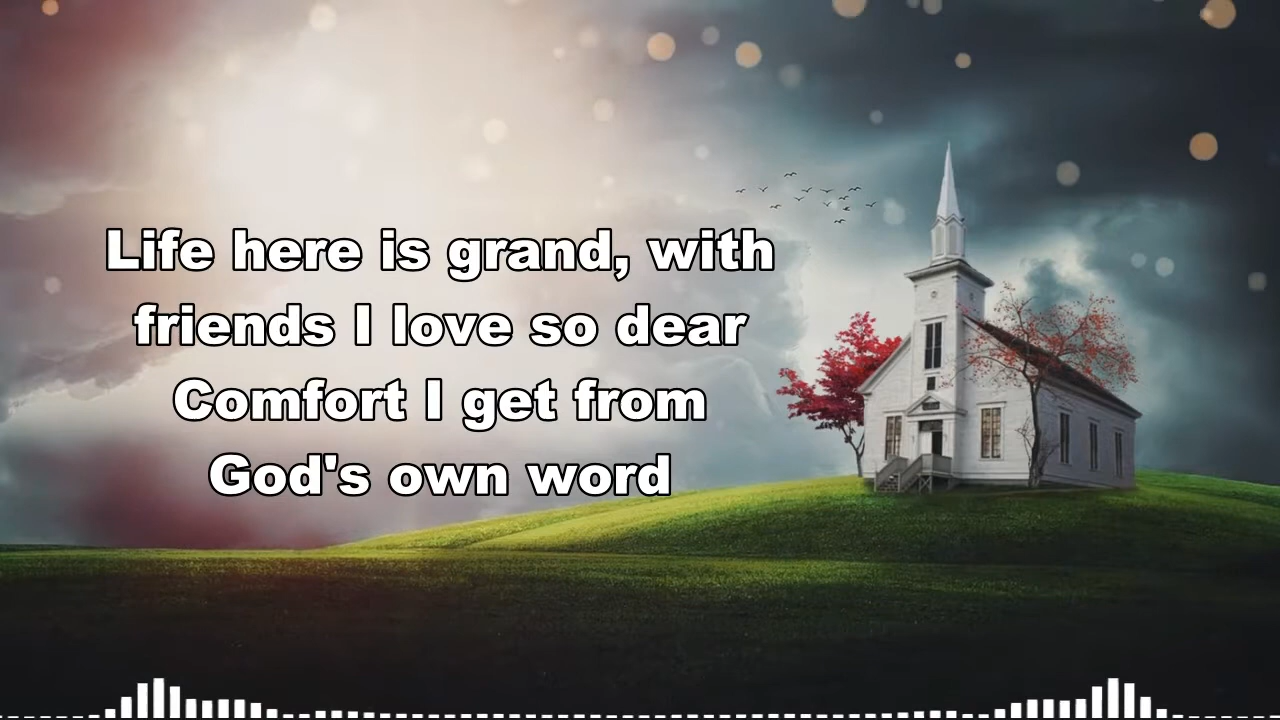 Life here is grand, with
friends I love so dear
Comfort I get from
God's own word